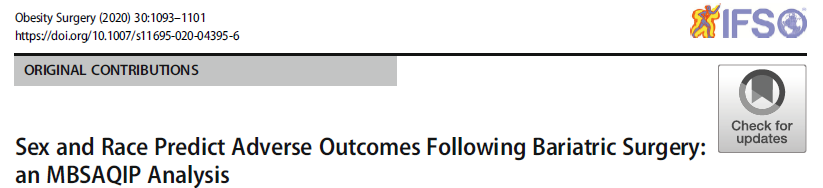 Obesity Surgery (2020) 30:1093–1101
https://doi.org/10.1007/s11695-020-04395-6
IFSO
ORIGINAL CONTRIBUTIONS
Check for
updates
Sex and Race Predict Adverse Outcomes Following Bariatric Surgery:
an MBSAQIP Analysis